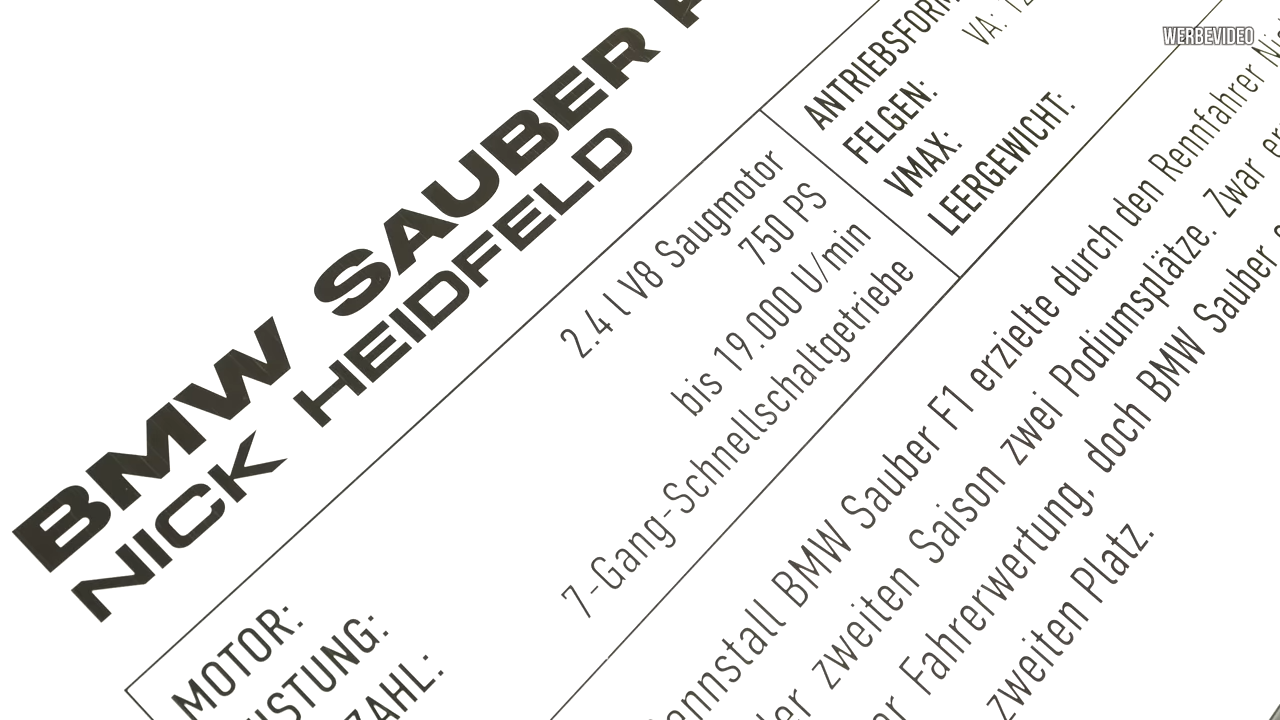 WERBEVIDEO
BMW SAUBER
NICK HEIDFELD
MOTOR: 2.4 l V8 Saugmotor
750 PS
bis 19.000 U/min
7-Gang-Schnellschaltgetriebe
ANTRIEBSFORM
FELGEN: VA:
VMAX:
LEERGEWICHT:
BMW Sauber F1 erzielte durch den Rennfahrer
zweiten Saison zwei Podiumsplätze. Zwar
Fahrerwertung, doch BMW Sauber
zweiten Platz.